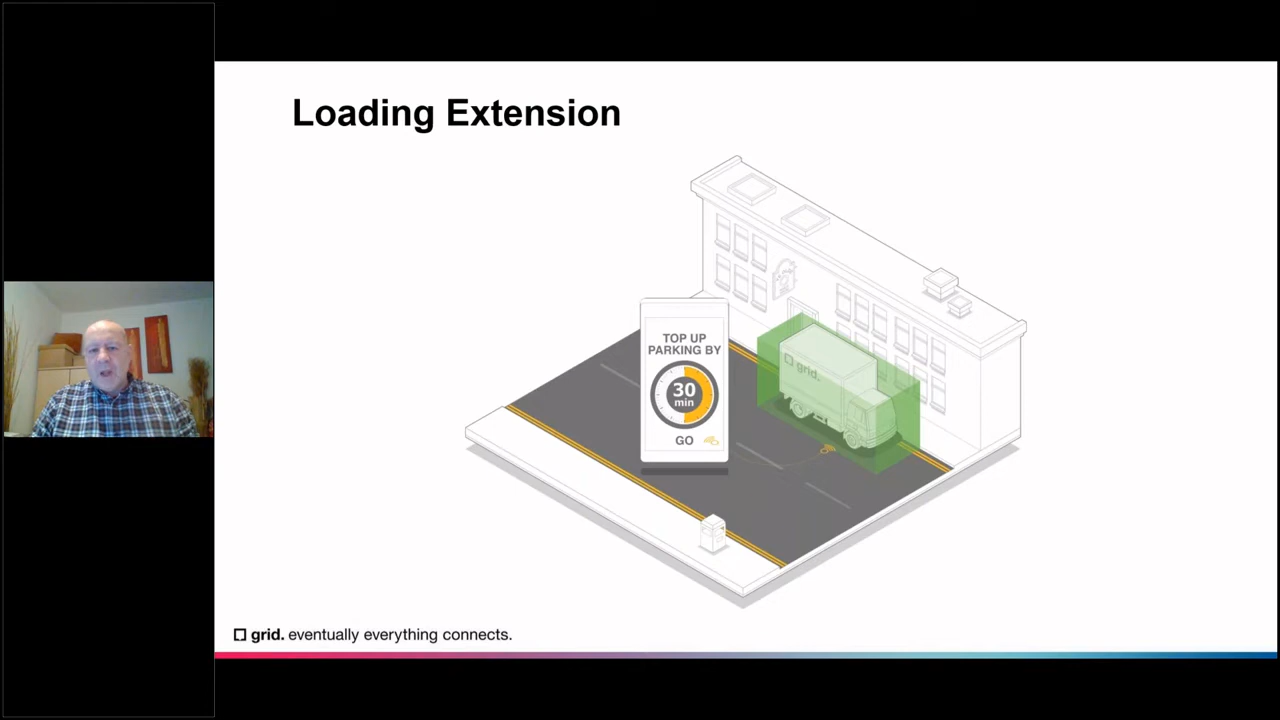 Loading Extension
TOP UP
PARKING BY
30
min
GO
grid.
grid. eventually everything connects.